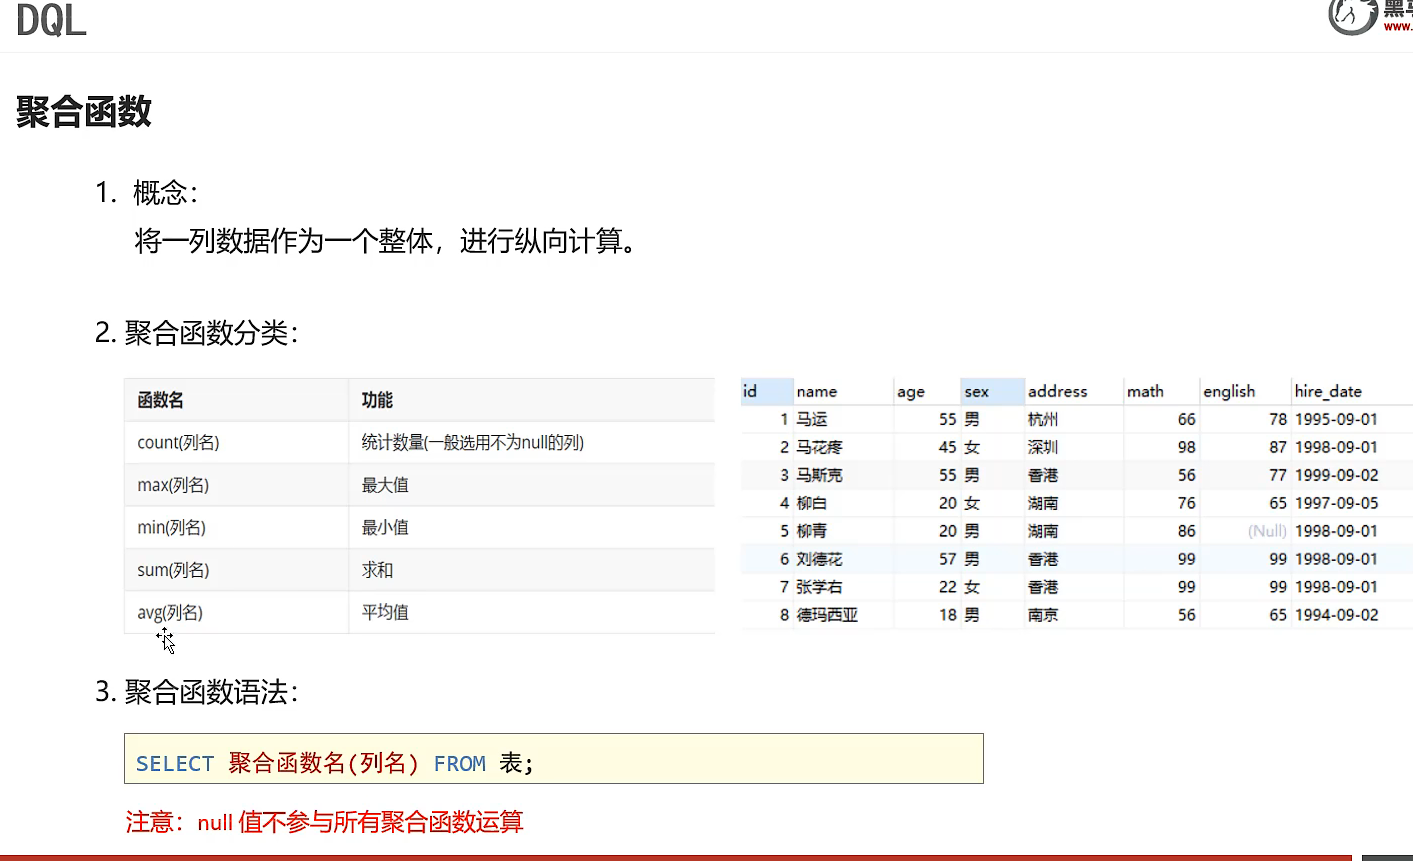 DQL
黑马
www.
聚合函数
1. 概念：
将一列数据作为一个整体，进行纵向计算。
2. 聚合函数分类：
函数名 功能
count(列名) 统计数量(一般选用不为null的列)
max(列名) 最大值
min(列名) 最小值
sum(列名) 求和
avg(列名) 平均值
id name age sex address math english hire_date
1 马运 55 男 杭州 66 78 1995-09-01
2 马花疼 45 女 深圳 98 87 1998-09-01
3 马斯克 55 男 香港 56 77 1999-09-02
4 柳白 20 女 湖南 76 65 1997-09-05
5 柳青 20 男 湖南 86 (Null) 1998-09-01
6 刘德花 57 男 香港 99 99 1998-09-01
7 张学右 22 女 香港 99 99 1998-09-01
8 德玛西亚 18 男 南京 56 65 1994-09-02
3. 聚合函数语法：
SELECT 聚合函数名(列名) FROM 表;
注意：null 值不参与所有聚合函数运算